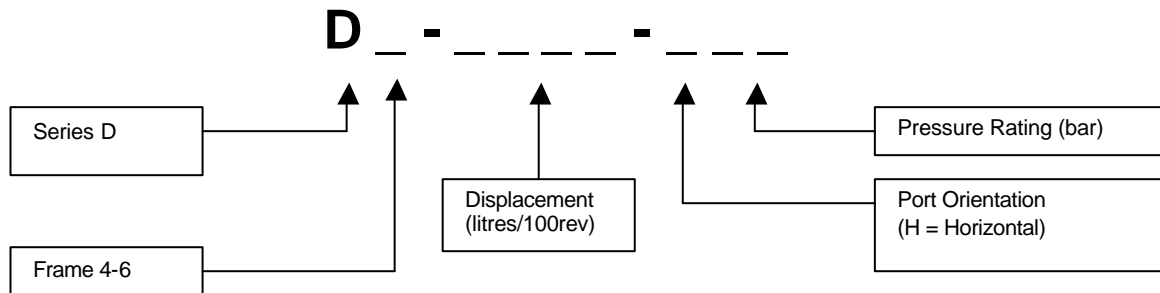 D _ - _ _ _ _ - _ _ _
Series D
Pressure Rating (bar)
Displacement
(litres/100rev)
Port Orientation
(H = Horizontal)
Frame 4-6